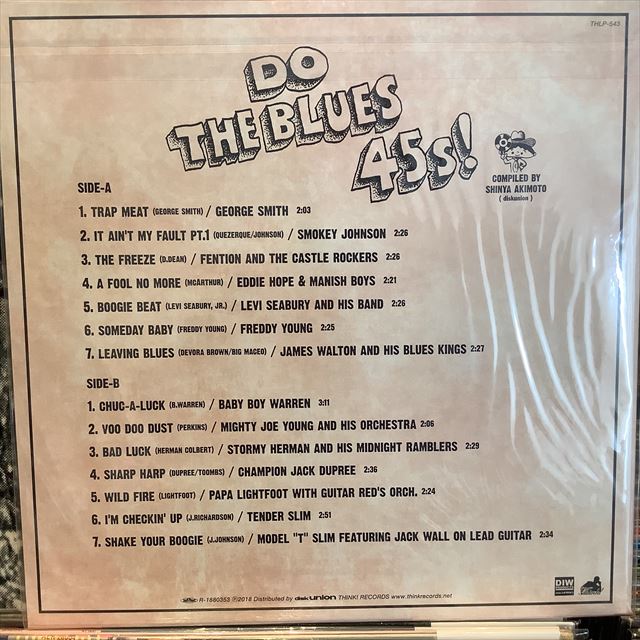 THLP-543
DO
THE BLUES
45s!
COMPILED BY
SHINYA AKIMOTO
( diskunion )
SIDE-A
1. TRAP MEAT (GEORGE SMITH) / GEORGE SMITH 2:03
2. IT AIN'T MY FAULT PT.1 (QUEZERQUE/JOHNSON) / SMOKEY JOHNSON 2:26
3. THE FREEZE (D.DEAN) / FENTION AND THE CASTLE ROCKERS 2:26
4. A FOOL NO MORE (MCARTHUR) / EDDIE HOPE & MANISH BOYS 2:21
5. BOOGIE BEAT (LEVI SEABURY, JR.) / LEVI SEABURY AND HIS BAND 2:26
6. SOMEDAY BABY (FREDDY YOUNG) / FREDDY YOUNG 2:25
7. LEAVING BLUES (DEVORA BROWN/BIG MACEO) / JAMES WALTON AND HIS BLUES KINGS 2:27
SIDE-B
1. CHUC-A-LUCK (B.WARREN) / BABY BOY WARREN 3:11
2. VOO DOO DUST (PERKINS) / MIGHTY JOE YOUNG AND HIS ORCHESTRA 2:06
3. BAD LUCK (HERMAN COLBERT) / STORMY HERMAN AND HIS MIDNIGHT RAMBLERS 2:29
4. SHARP HARP (DUPREE/TOOMBS) / CHAMPION JACK DUPREE 2:36
5. WILD FIRE (LIGHTFOOT) / PAPA LIGHTFOOT WITH GUITAR RED'S ORCH. 2:24
6. I'M CHECKIN' UP (J.RICHARDSON) / TENDER SLIM 2:51
7. SHAKE YOUR BOOGIE (J.JOHNSON) / MODEL "T" SLIM FEATURING JACK WALL ON LEAD GUITAR 2:34
DIW
R-1880353 ℗2018 Distributed by diskunion THINK! RECORDS www.thinkrecords.net